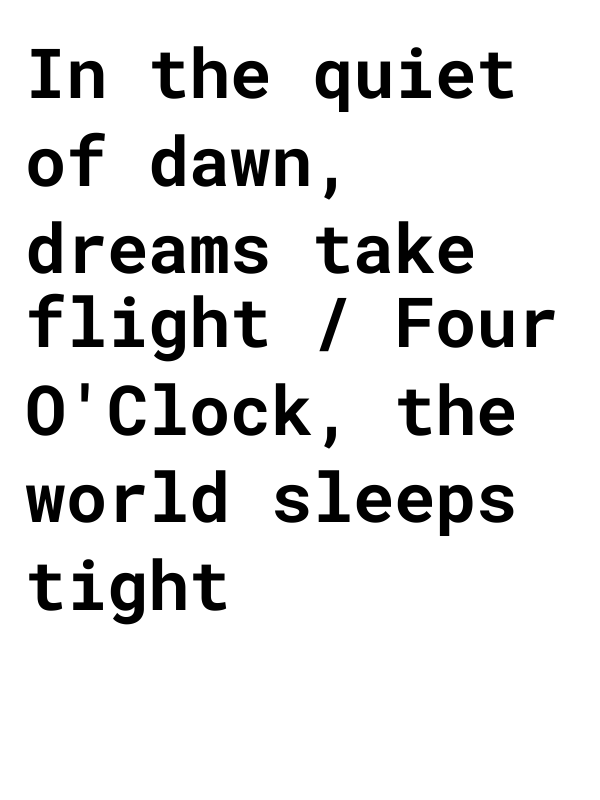 In the quiet
of dawn,
dreams take
flight / Four
O'Clock, the
world sleeps
tight